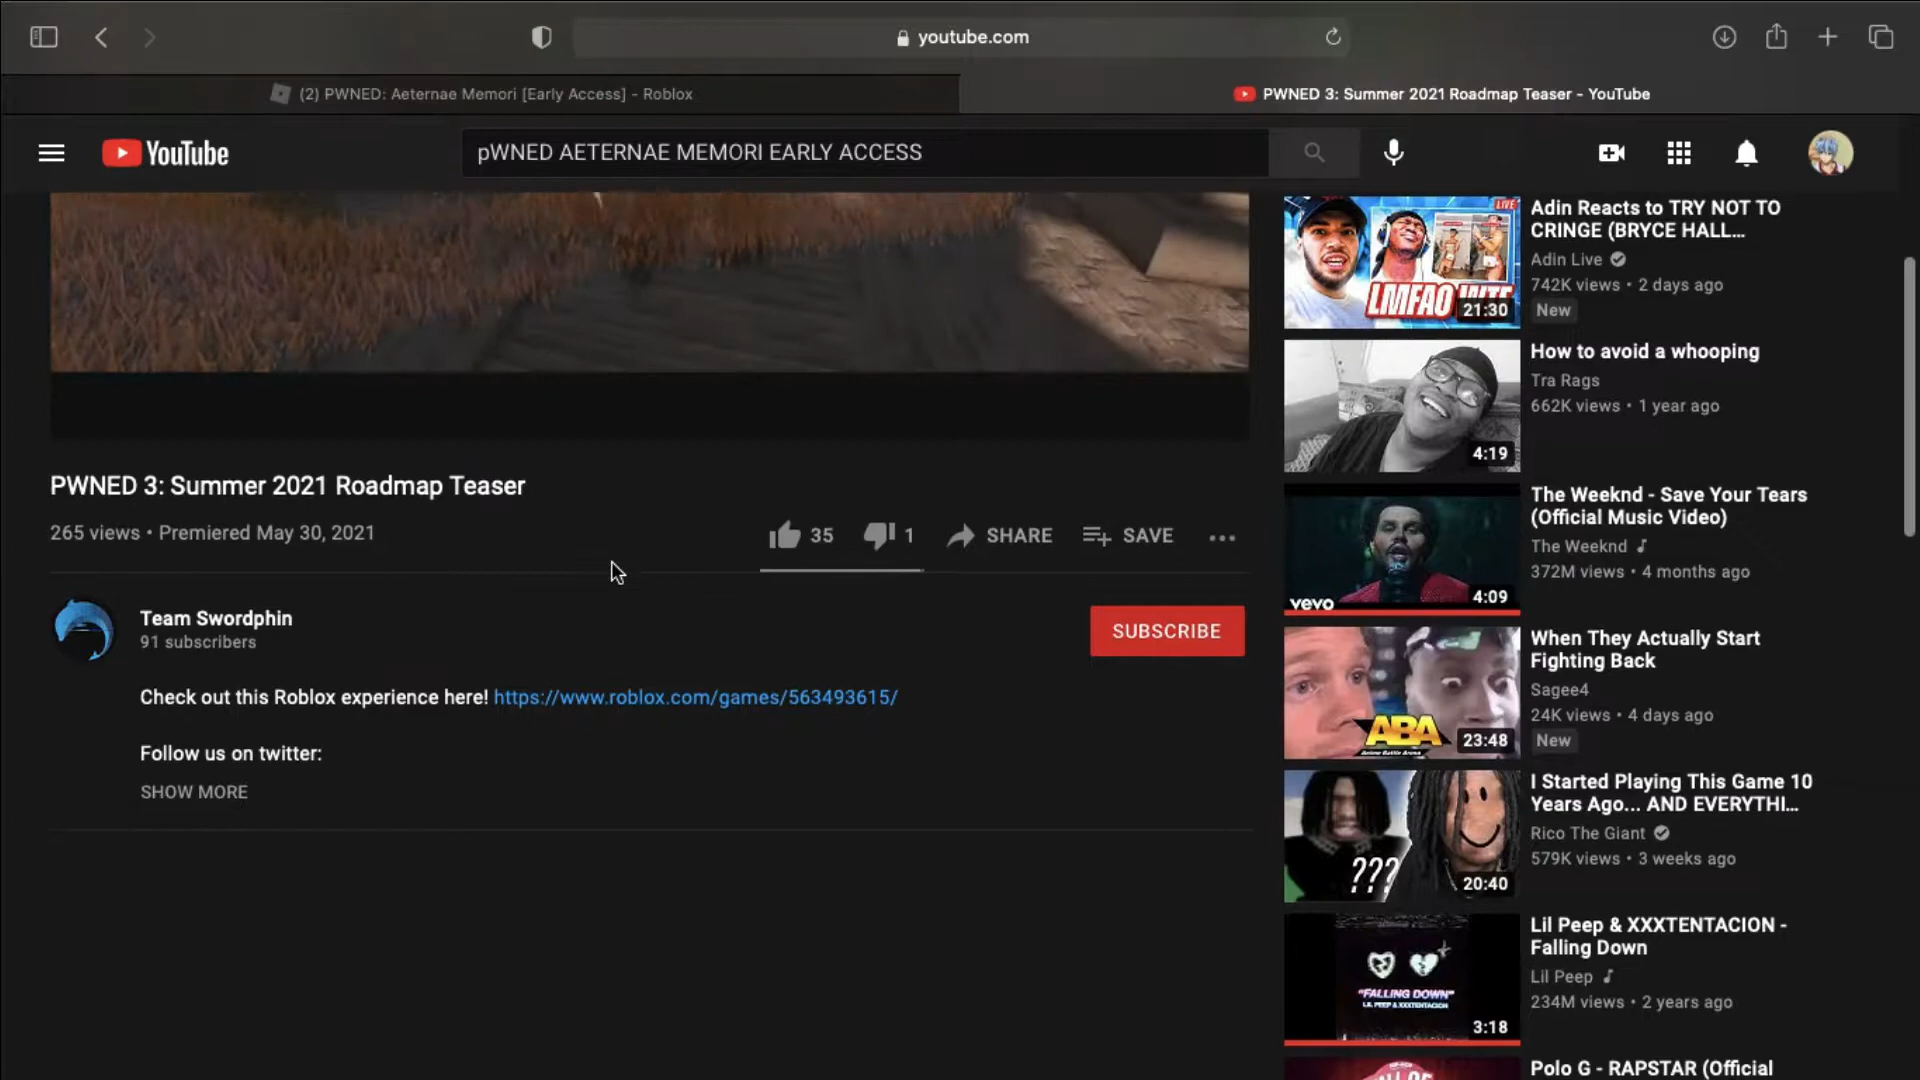 youtube.com
(2) PWNED: Aeternae Memori [Early Access] - Roblox
PWNED 3: Summer 2021 Roadmap Teaser - YouTube
YouTube
pWNED AETERNAE MEMORI EARLY ACCESS
LIVE
LMFAO WTF
21:30
Adin Reacts to TRY NOT TO
CRINGE (BRYCE HALL...
Adin Live
742K views • 2 days ago
New
4:19
How to avoid a whooping
Tra Rags
662K views • 1 year ago
PWNED 3: Summer 2021 Roadmap Teaser
265 views • Premiered May 30, 2021
35
1
SHARE
SAVE
Team Swordphin
91 subscribers
SUBSCRIBE
Check out this Roblox experience here! https://www.roblox.com/games/563493615/
Follow us on twitter:
SHOW MORE
vevo
4:09
The Weeknd - Save Your Tears
(Official Music Video)
The Weeknd
372M views • 4 months ago
ABA
23:48
When They Actually Start
Fighting Back
Sagee4
24K views • 4 days ago
New
???
20:40
I Started Playing This Game 10
Years Ago... AND EVERYTHI...
Rico The Giant
579K views • 3 weeks ago
"FALLING DOWN"
LIL PEEP & XXXTENTACION
3:18
Lil Peep & XXXTENTACION -
Falling Down
Lil Peep
234M views • 2 years ago
Polo G - RAPSTAR (Official